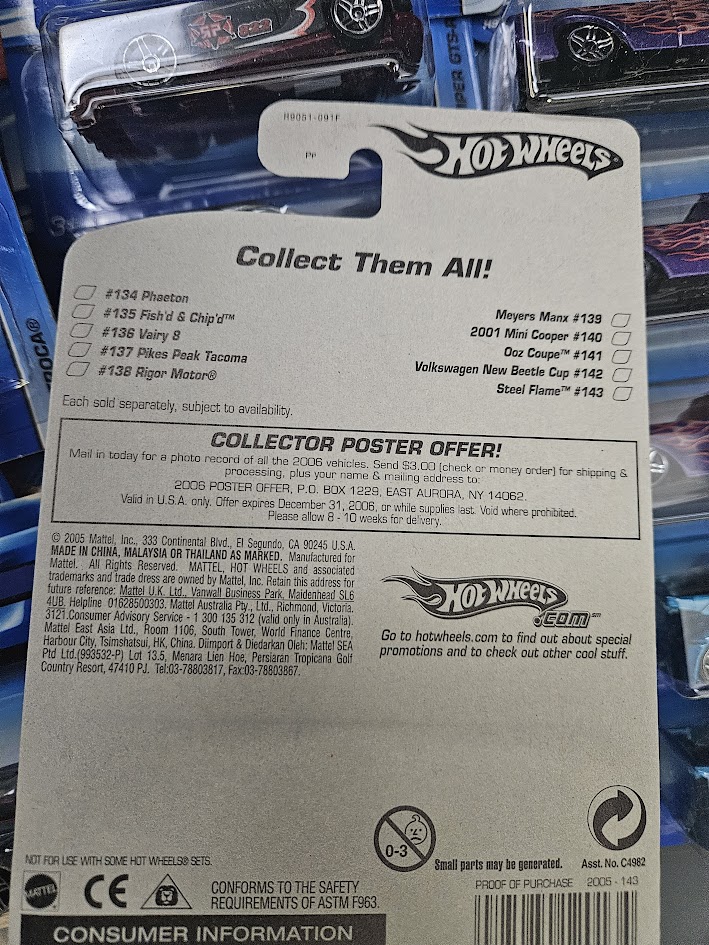 822
PER GTS-R
OCA®
R9051-091F
PP
HOT WHEELS
Collect Them All!
#134 Phaeton
#135 Fish'd & Chip'd™
#136 Vairy 8
#137 Pikes Peak Tacoma
#138 Rigor Motor®
Meyers Manx #139
2001 Mini Cooper #140
Ooz Coupe™ #141
Volkswagen New Beetle Cup #142
Steel Flame™ #143
Each sold separately, subject to availability.
COLLECTOR POSTER OFFER!
Mail in today for a photo record of all the 2006 vehicles. Send $3.00 (check or money order) for shipping &
processing, plus your name & mailing address to:
2006 POSTER OFFER, P.O. BOX 1229, EAST AURORA, NY 14062.
Valid in U.S.A. only. Offer expires December 31, 2006, or while supplies last. Void where prohibited.
Please allow 8 - 10 weeks for delivery.
© 2005 Mattel, Inc., 333 Continental Blvd., El Segundo, CA 90245 U.S.A.
MADE IN CHINA, MALAYSIA OR THAILAND AS MARKED. Manufactured for
Mattel. All Rights Reserved. MATTEL, HOT WHEELS and associated
trademarks and trade dress are owned by Mattel, Inc. Retain this address for
future reference: Mattel U.K. Ltd., Vanwall Business Park, Maidenhead SL6
4UB. Helpline 01628500303. Mattel Australia Pty., Ltd., Richmond, Victoria.
3121.Consumer Advisory Service - 1 300 135 312 (valid only in Australia).
Mattel East Asia Ltd., Room 1106, South Tower, World Finance Centre,
Harbour City, Tsimshatsui, HK, China. Diimport & Diedarkan Oleh: Mattel SEA
Ptd Ltd.(993532-P) Lot 13.5, Menara Lien Hoe, Persiaran Tropicana Golf
Country Resort, 47410 PJ. Tel:03-78803817, Fax:03-78803867.
HOT WHEELS
.COM℠
Go to hotwheels.com to find out about special
promotions and to check out other cool stuff.
0-3
Small parts may be generated.
Asst. No. C4982
NOT FOR USE WITH SOME HOT WHEELS® SETS.
MATTEL
CE
CONFORMS TO THE SAFETY
REQUIREMENTS OF ASTM F963.
PROOF OF PURCHASE 2005 - 143
CONSUMER INFORMATION